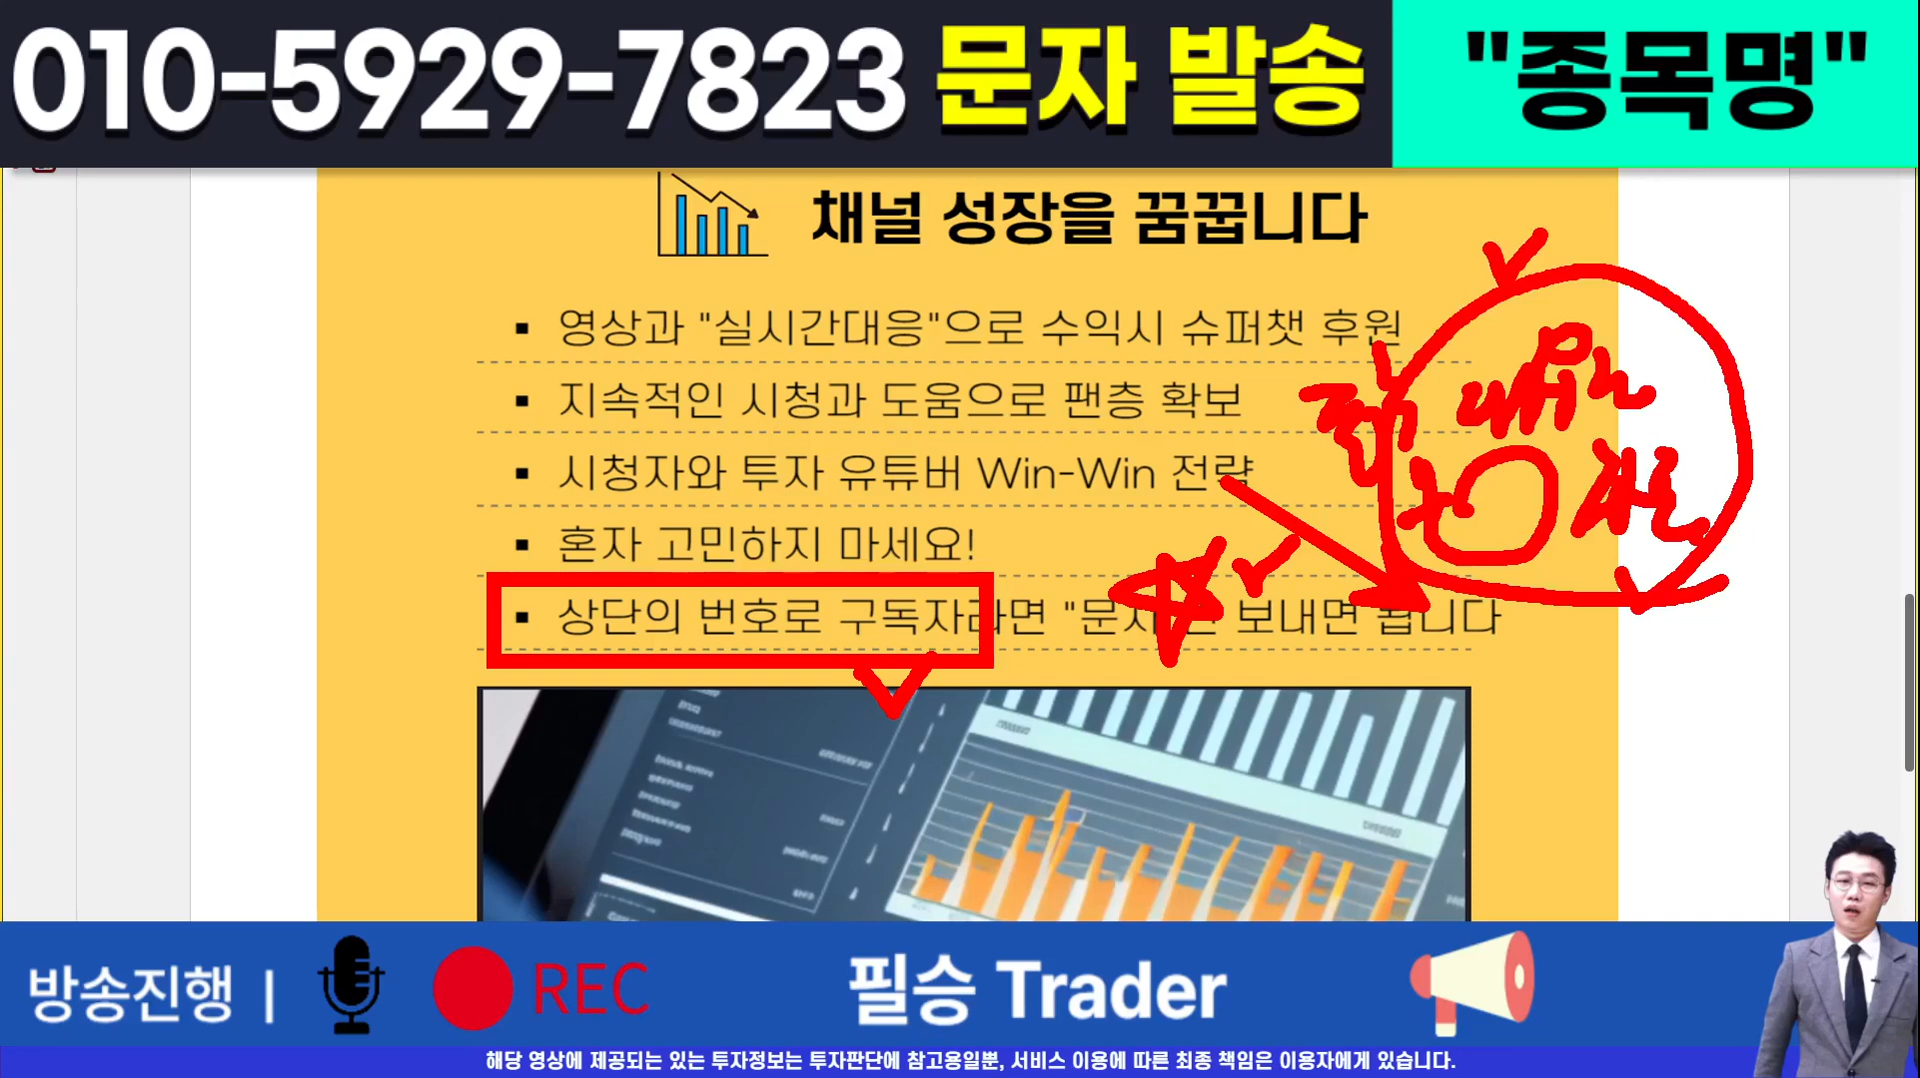 010-5929-7823 문자 발송 "종목명"
채널 성장을 꿈꿉니다
▪ 영상과 "실시간대응"으로 수익시 슈퍼챗 후원
▪ 지속적인 시청과 도움으로 팬층 확보
▪ 시청자와 투자 유튜버 Win-Win 전략
▪ 혼자 고민하지 마세요!
▪ 상단의 번호로 구독자라면 "문자" 보내면 됩니다
방송진행 | REC 필승 Trader
해당 영상에 제공되는 있는 투자정보는 투자판단에 참고용일뿐, 서비스 이용에 따른 최종 책임은 이용자에게 있습니다.